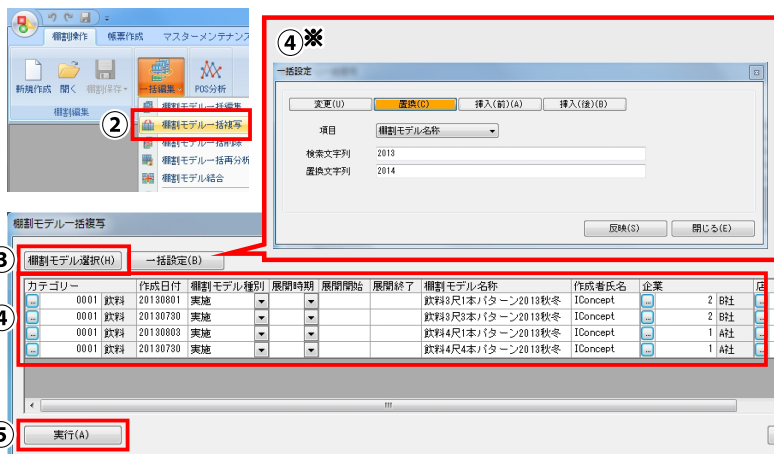 棚割操作 帳票作成 マスターメンテナンス
新規作成 開く 棚割保存 一括編集 POS分析
棚割編集
棚割モデル一括編集
② 棚割モデル一括複写
棚割モデル一括削除
棚割モデル一括再分析
棚割モデル結合
④※
一括設定
変更(U) 置換(C) 挿入(前)(A) 挿入(後)(B)
項目 棚割モデル名称
検索文字列 2013
置換文字列 2014
反映(S) 閉じる(E)
棚割モデル一括複写
③ 棚割モデル選択(H) 一括設定(B)
カテゴリー 作成日付 棚割モデル種別 展開時期 展開開始 展開終了 棚割モデル名称 作成者氏名 企業 店
④
0001 飲料 20130801 実施 飲料3尺1本パターン2013秋冬 IConcept 2 B社
0001 飲料 20130730 実施 飲料3尺3本パターン2013秋冬 IConcept 2 B社
0001 飲料 20130803 実施 飲料4尺1本パターン2013秋冬 IConcept 1 A社
0001 飲料 20130730 実施 飲料4尺4本パターン2013秋冬 IConcept 1 A社
⑤ 実行(A)